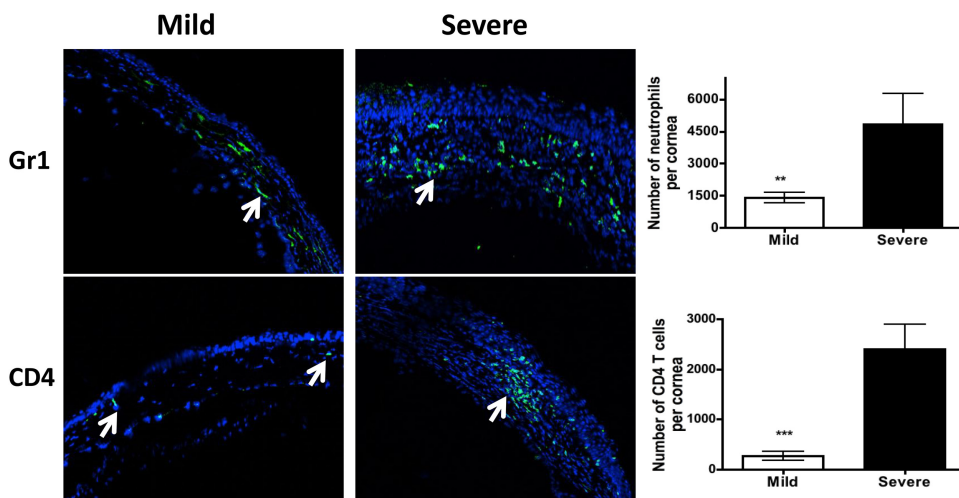 Mild Severe
Gr1
CD4
Number of neutrophils
per cornea
6000
4500
3000
1500
0
**
Mild Severe
Number of CD4 T cells
per cornea
3000
2000
1000
0
***
Mild Severe